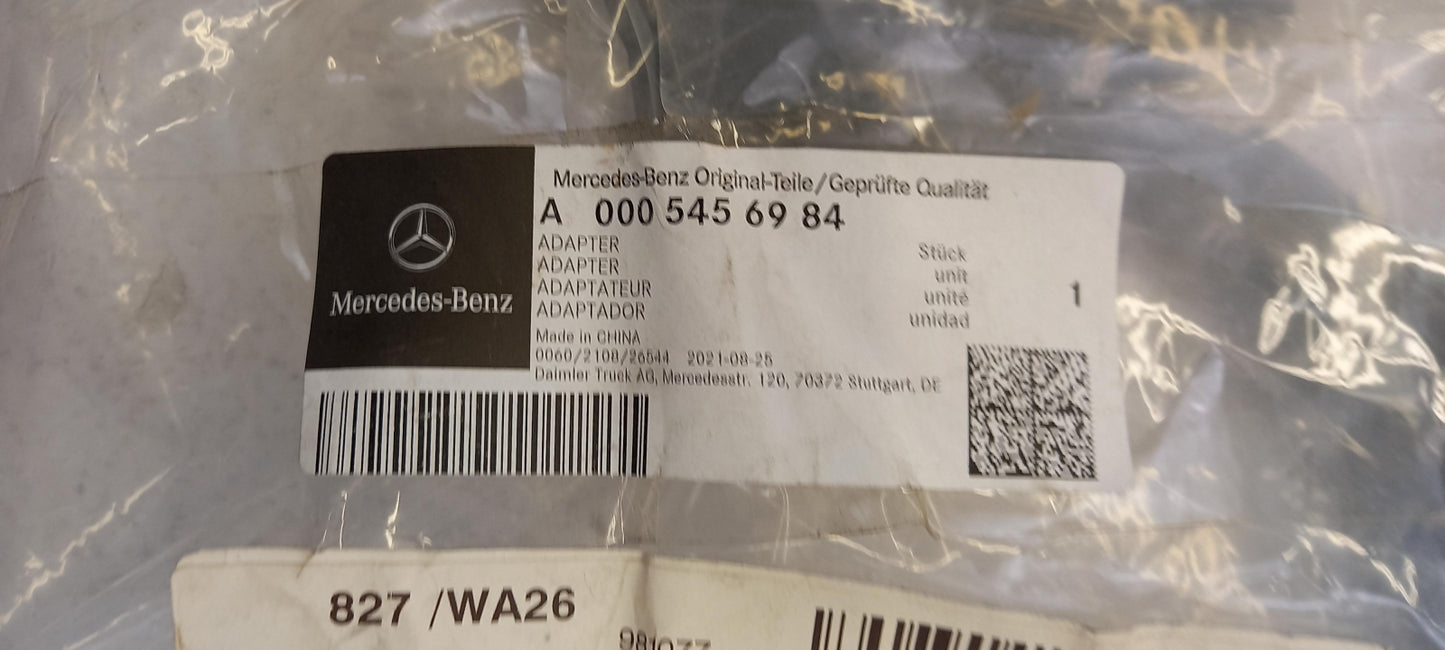 Mercedes-Benz
Mercedes-Benz Original-Teile/Geprüfte Qualität
A 000 545 69 84
ADAPTER
ADAPTER
ADAPTATEUR
ADAPTADOR
Stück
unit
unité
unidad
1
Made in CHINA
0060/2108/26544 2021-08-25
Daimler Truck AG, Mercedesstr. 120, 70372 Stuttgart, DE
827 /WA26